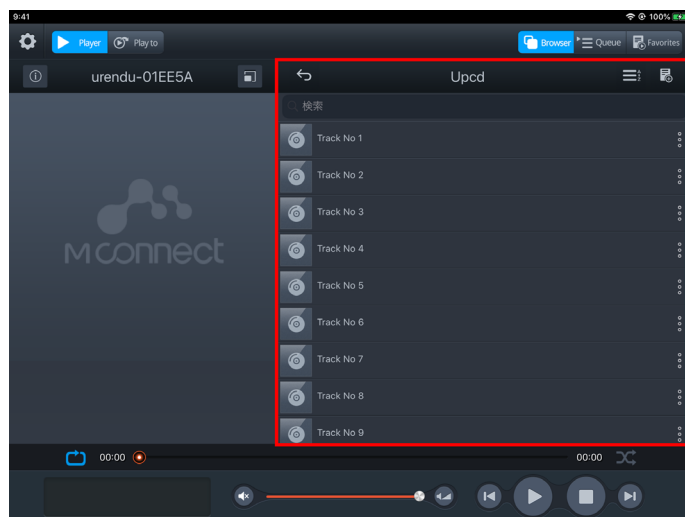 9:41
100%
Player
Play to
Browser
Queue
Favorites
urendu-01EE5A
Upcd
検索
Track No 1
Track No 2
Track No 3
Track No 4
Track No 5
Track No 6
Track No 7
Track No 8
Track No 9
mconnect
00:00
00:00